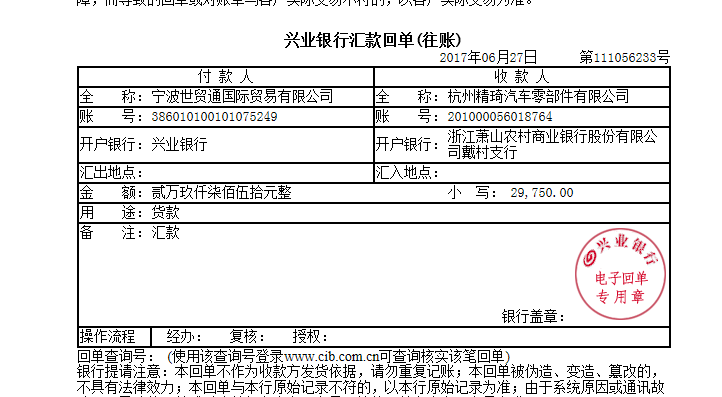 障，而导致的回单或对账单与客户实际交易不符的，以客户实际交易为准。
兴业银行汇款回单(往账)
2017年06月27日 第111056233号
付 款 人 收 款 人
全 称：宁波世贸通国际贸易有限公司 全 称：杭州精琦汽车零部件有限公司
账 号：386010100101075249 账 号：201000056018764
开户银行：兴业银行 开户银行：浙江萧山农村商业银行股份有限公
司戴村支行
汇出地点： 汇入地点：
金 额：贰万玖仟柒佰伍拾元整 小 写： 29,750.00
用 途：货款
备 注：汇款
兴业银行
电子回单
专用章
银行盖章：
操作流程 经办： 复核： 授权：
回单查询号： (使用该查询号登录www.cib.com.cn可查询核实该笔回单)
银行提请注意：本回单不作为收款方发货依据，请勿重复记账；本回单被伪造、变造、篡改的，
不具有法律效力；本回单与本行原始记录不符的，以本行原始记录为准；由于系统原因或通讯故